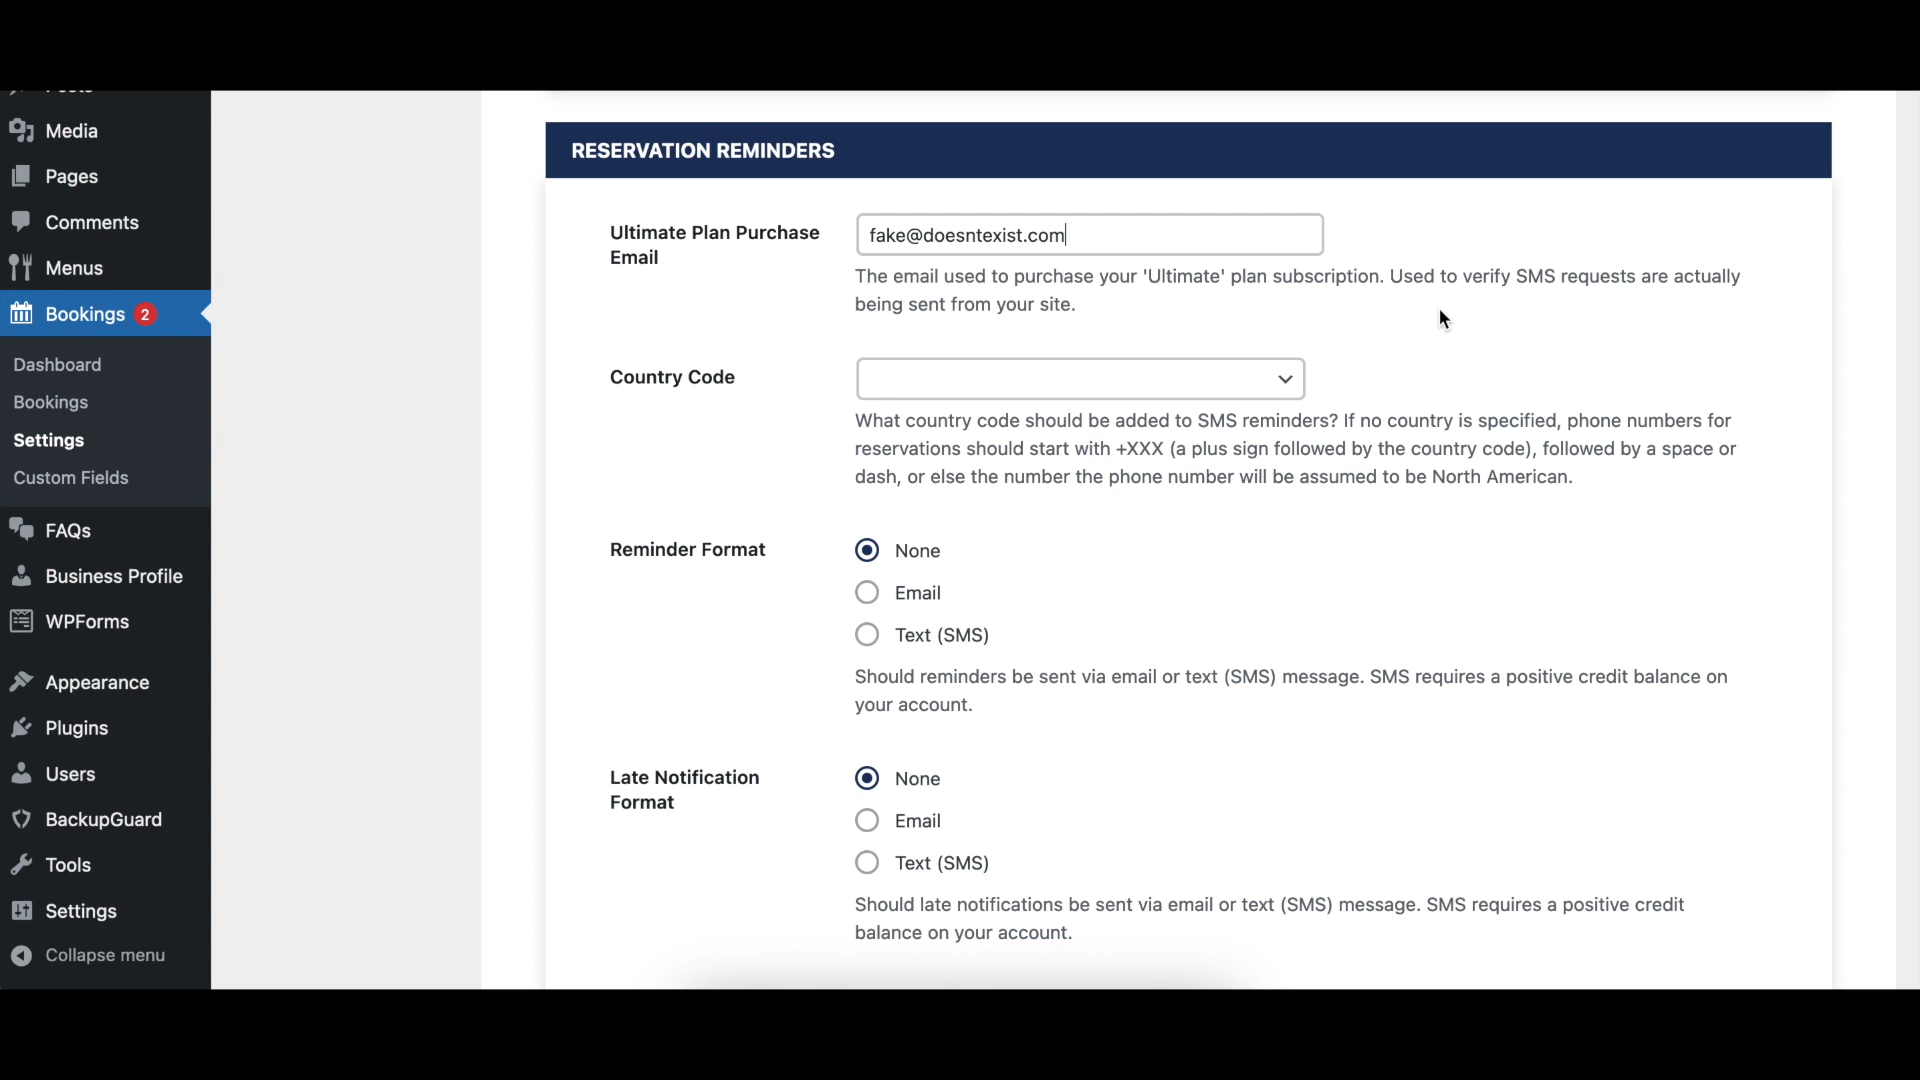 Media
Pages
Comments
Menus
Bookings 2
Dashboard
Bookings
Settings
Custom Fields
FAQs
Business Profile
WPForms
Appearance
Plugins
Users
BackupGuard
Tools
Settings
Collapse menu
RESERVATION REMINDERS
Ultimate Plan Purchase
Email
fake@doesntexist.com
The email used to purchase your 'Ultimate' plan subscription. Used to verify SMS requests are actually
being sent from your site.
Country Code
What country code should be added to SMS reminders? If no country is specified, phone numbers for
reservations should start with +XXX (a plus sign followed by the country code), followed by a space or
dash, or else the number the phone number will be assumed to be North American.
Reminder Format
None
Email
Text (SMS)
Should reminders be sent via email or text (SMS) message. SMS requires a positive credit balance on
your account.
Late Notification
Format
None
Email
Text (SMS)
Should late notifications be sent via email or text (SMS) message. SMS requires a positive credit
balance on your account.